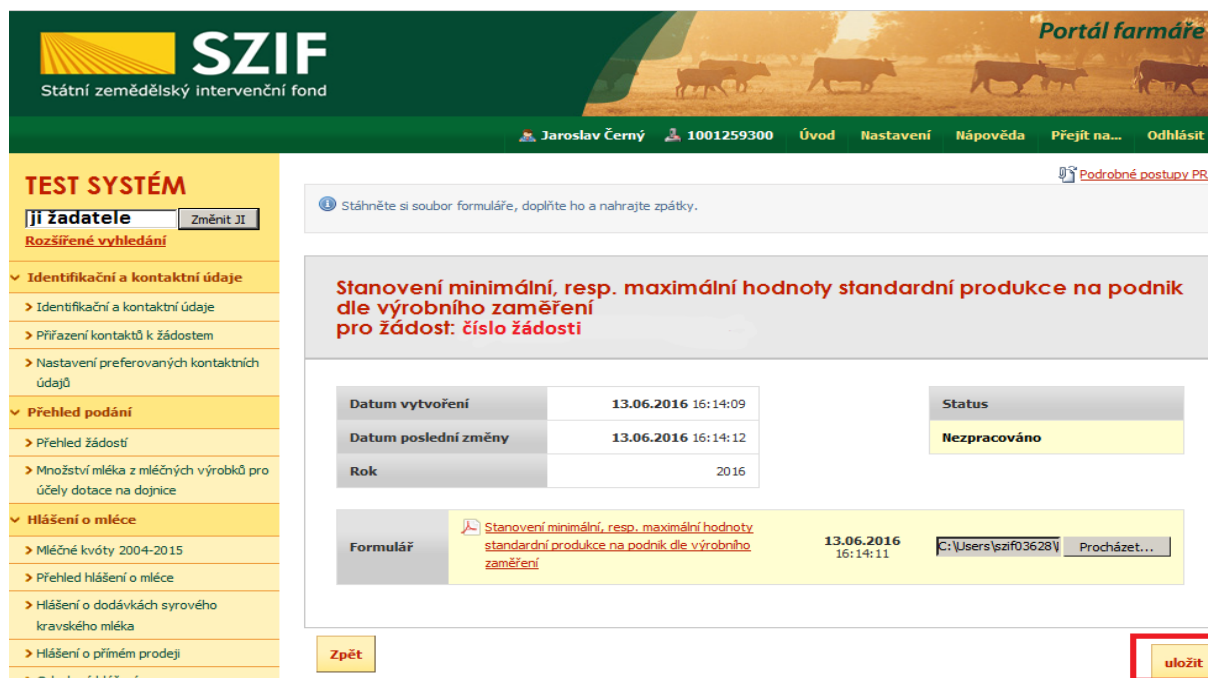 SZIF
Státní zemědělský intervenční fond
Portál farmáře
Jaroslav Černý 1001259300 Úvod Nastavení Nápověda Přejít na... Odhlásit
Podrobné postupy PR
TEST SYSTÉM
ji žadatele Změnit JI
Rozšířené vyhledání
Stáhněte si soubor formuláře, doplňte ho a nahrajte zpátky.
Identifikační a kontaktní údaje
Identifikační a kontaktní údaje
Přiřazení kontaktů k žádostem
Nastavení preferovaných kontaktních
údajů
Přehled podání
Přehled žádostí
Množství mléka z mléčných výrobků pro
účely dotace na dojnice
Hlášení o mléce
Mléčné kvóty 2004-2015
Přehled hlášení o mléce
Hlášení o dodávkách syrového
kravského mléka
Hlášení o přímém prodeji
Stanovení minimální, resp. maximální hodnoty standardní produkce na podnik
dle výrobního zaměření
pro žádost: číslo žádosti
Datum vytvoření 13.06.2016 16:14:09
Datum poslední změny 13.06.2016 16:14:12
Rok 2016
Status
Nezpracováno
Formulář
Stanovení minimální, resp. maximální hodnoty
standardní produkce na podnik dle výrobního
zaměření
13.06.2016
16:14:11
C:\Users\szif03628\ Procházet...
Zpět
uložit